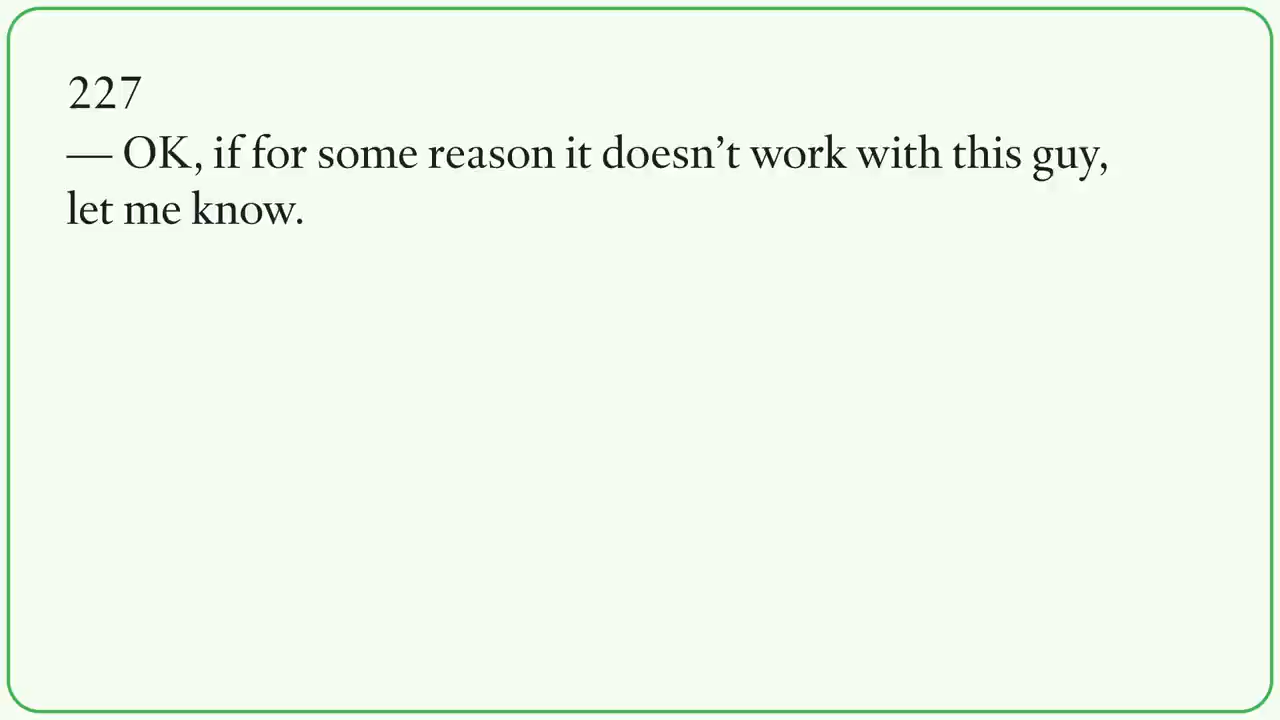 227
— OK, if for some reason it doesn’t work with this guy,
let me know.